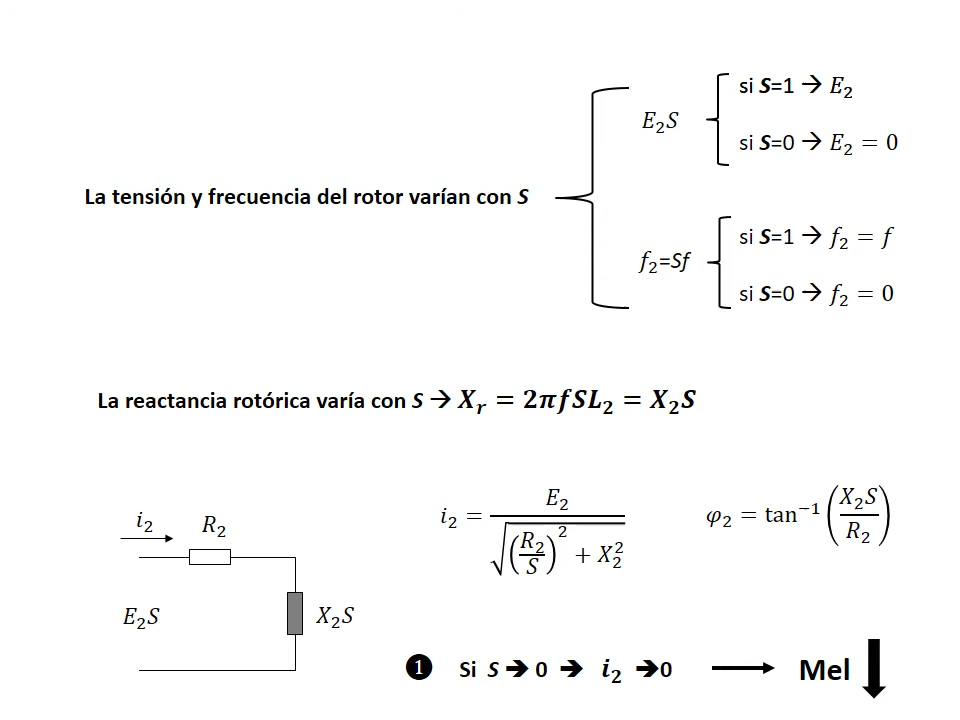 si S=1 → E₂
E₂S
si S=0 → E₂ = 0
La tensión y frecuencia del rotor varían con S
si S=1 → f₂ = f
f₂=Sf
si S=0 → f₂ = 0
La reactancia rotórica varía con S → Xᵣ = 2πfSL₂ = X₂S
i₂ R₂
E₂S X₂S
i₂ = E₂ / √((R₂/S)² + X₂²)
φ₂ = tan⁻¹(X₂S/R₂)
❶ Si S ➔ 0 ➔ i₂ ➔0 ⟶ Mel ↓